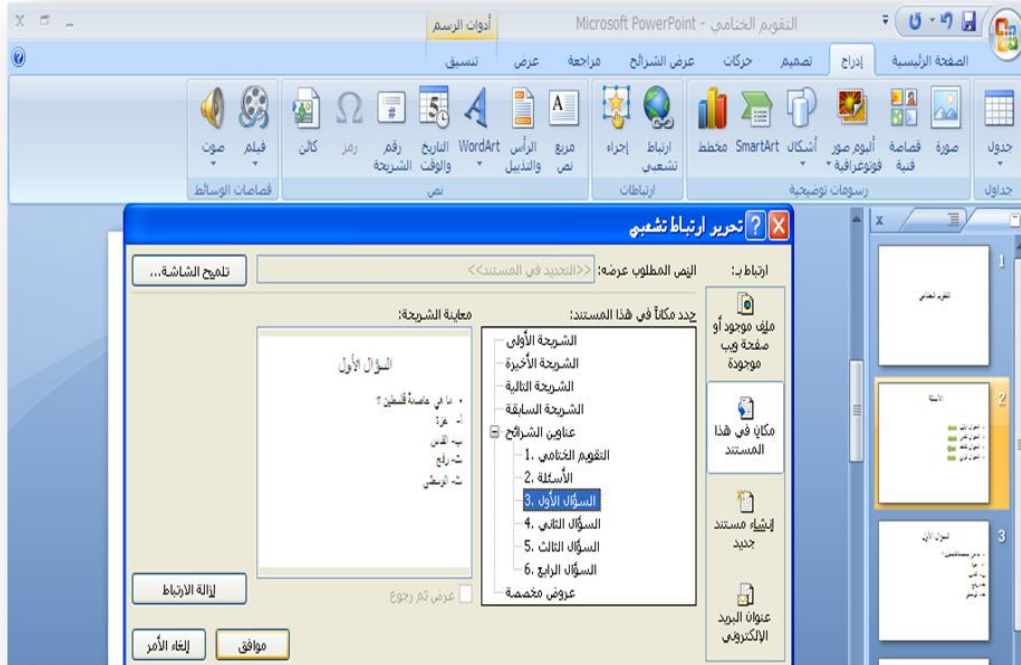 التقويم الختامي - Microsoft PowerPoint
أدوات الرسم
الصفحة الرئيسية
إدراج
تصميم
حركات
عرض الشرائح
مراجعة
عرض
تنسيق
جدول
صورة
قصاصة فنية
ألبوم صور فوتوغرافية
أشكال
SmartArt
مخطط
ارتباط تشعبي
إجراء
مربع نص
الرأس والتذييل
WordArt
التاريخ والوقت
رقم الشريحة
رمز
كائن
فيلم
صوت
جداول
رسومات توضيحية
ارتباطات
نص
قصاصات الوسائط
تحرير ارتباط تشعبي
ارتباط بـ:
النص المطلوب عرضه:
<<التحديد في المستند>>
تلميح الشاشة...
ملف موجود أو
صفحة ويب
موجودة
مكان في هذا
المستند
إنشاء مستند
جديد
عنوان البريد
الإلكتروني
حدد مكاناً في هذا المستند:
الشريحة الأولى
الشريحة الأخيرة
الشريحة التالية
الشريحة السابقة
عناوين الشرائح
1. التقويم الختامي
2. الأسئلة
3. السؤال الأول
4. السؤال الثاني
5. السؤال الثالث
6. السؤال الرابع
عروض مخصصة
معاينة الشريحة:
السؤال الأول
ما هي عاصمة فلسطين ؟
أ- غزة
ب- القدس
ت- رفح
ث- الوسطى
عرض ثم رجوع
إزالة الارتباط
موافق
إلغاء الأمر
1
التقويم الختامي
2
الأسئلة
3
السؤال الأول